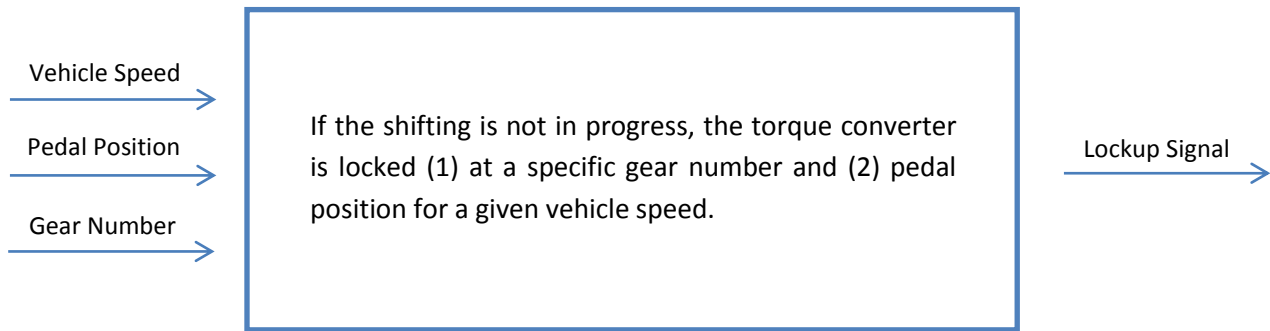 Vehicle Speed
Pedal Position
Gear Number
If the shifting is not in progress, the torque converter
is locked (1) at a specific gear number and (2) pedal
position for a given vehicle speed.
Lockup Signal